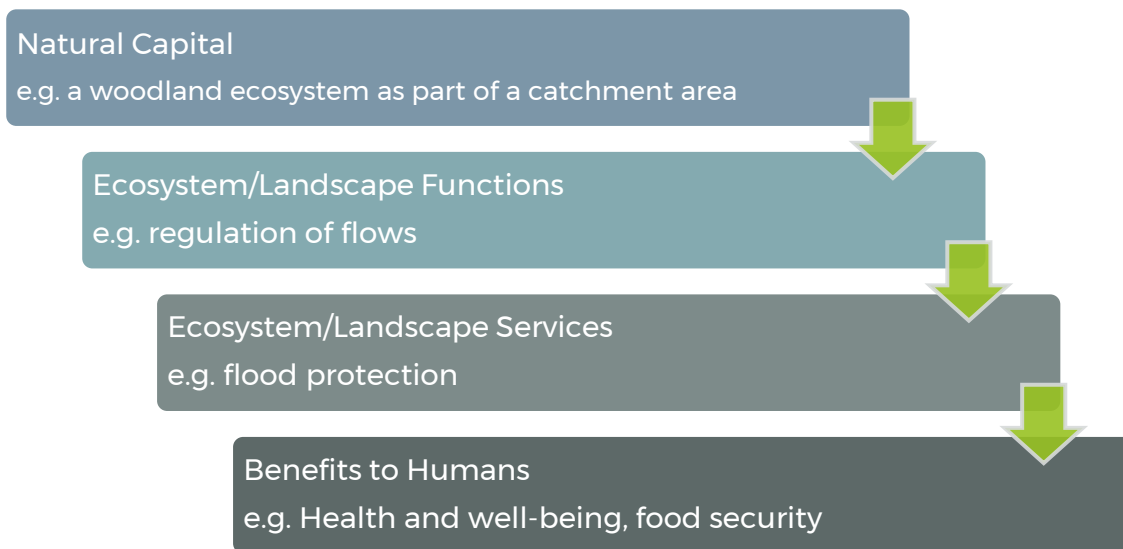 Natural Capital
e.g. a woodland ecosystem as part of a catchment area
Ecosystem/Landscape Functions
e.g. regulation of flows
Ecosystem/Landscape Services
e.g. flood protection
Benefits to Humans
e.g. Health and well-being, food security